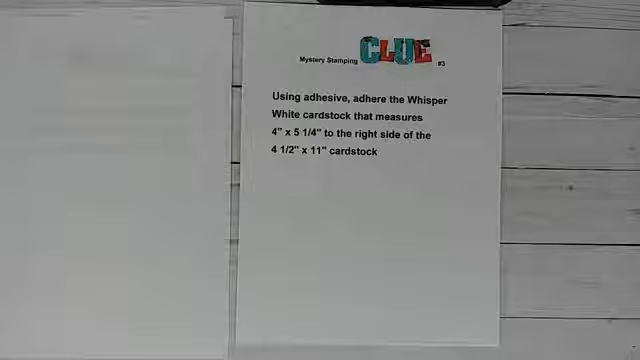 Mystery Stamping CLUE #3
Using adhesive, adhere the Whisper
White cardstock that measures
4" x 5 1/4" to the right side of the
4 1/2" x 11" cardstock